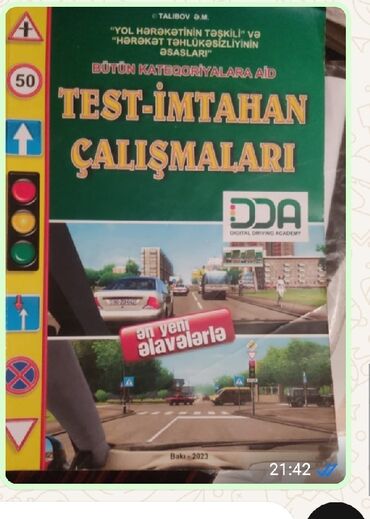 © TALIBOV Ə.M.
"YOL HƏRƏKƏTİNİN TƏŞKİLİ" VƏ
"HƏRƏKƏT TƏHLÜKƏSİZLİYİNİN
ƏSASLARI"
BÜTÜN KATEQORİYALARA AİD
TEST-İMTAHAN
ÇALIŞMALARI
50
DDA
DIGITAL DRIVING ACADEMY
ən yeni
əlavələrlə
Bakı - 2023
21:42